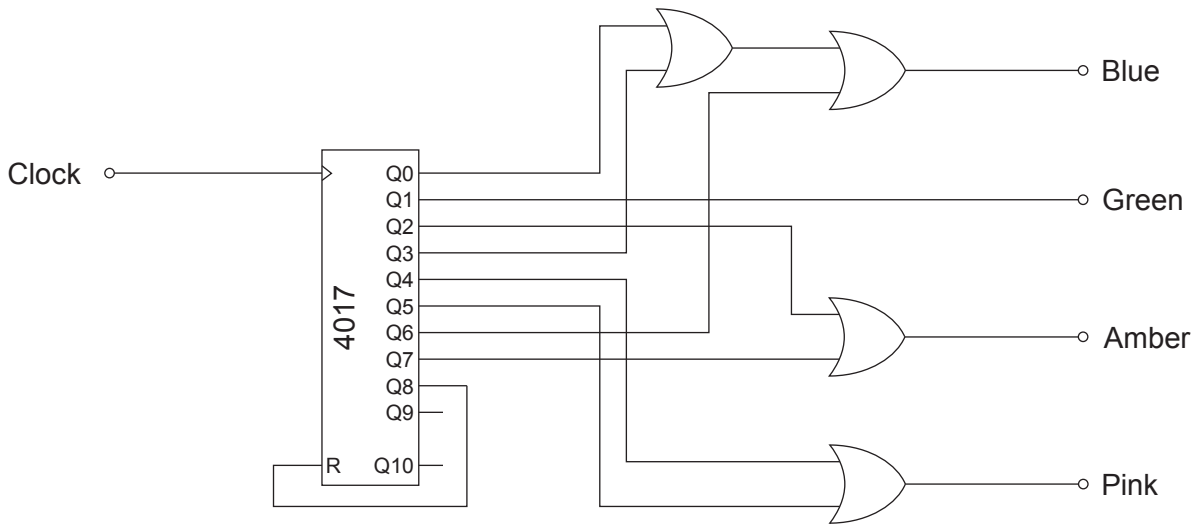 Blue
Clock
Q0
Q1
Green
Q2
Q3
Q4
Q5
4017
Q6
Amber
Q7
Q8
Q9
R
Q10
Pink